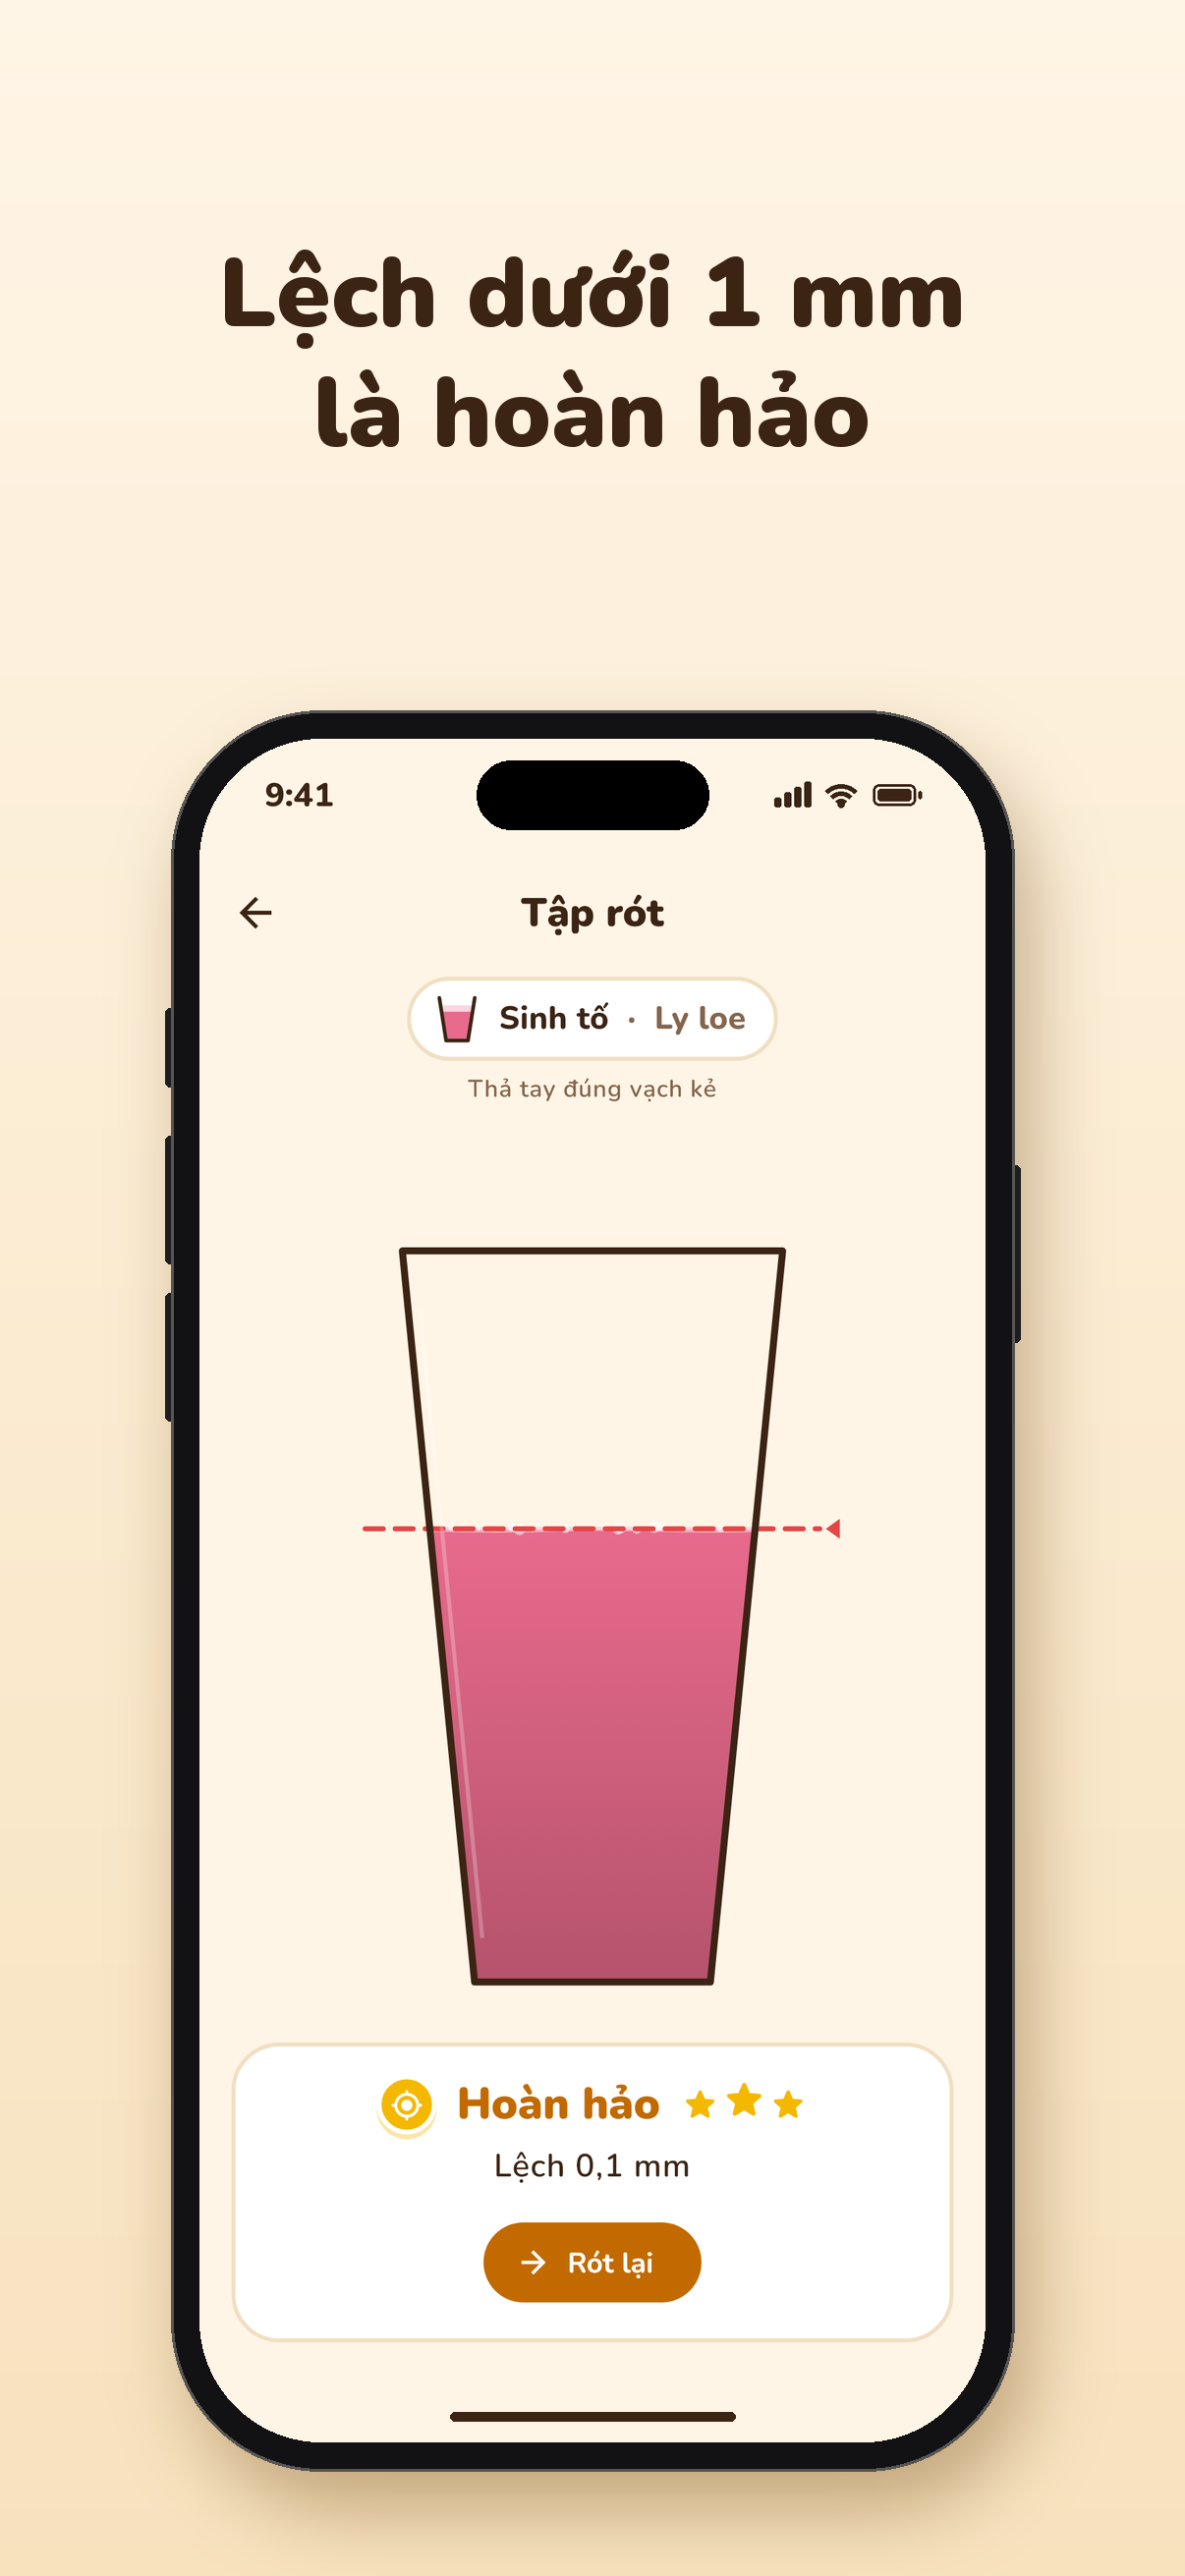 Lệch dưới 1 mm
là hoàn hảo
9:41
Tập rót
Sinh tố · Ly loe
Thả tay đúng vạch kẻ
Hoàn hảo
Lệch 0,1 mm
Rót lại